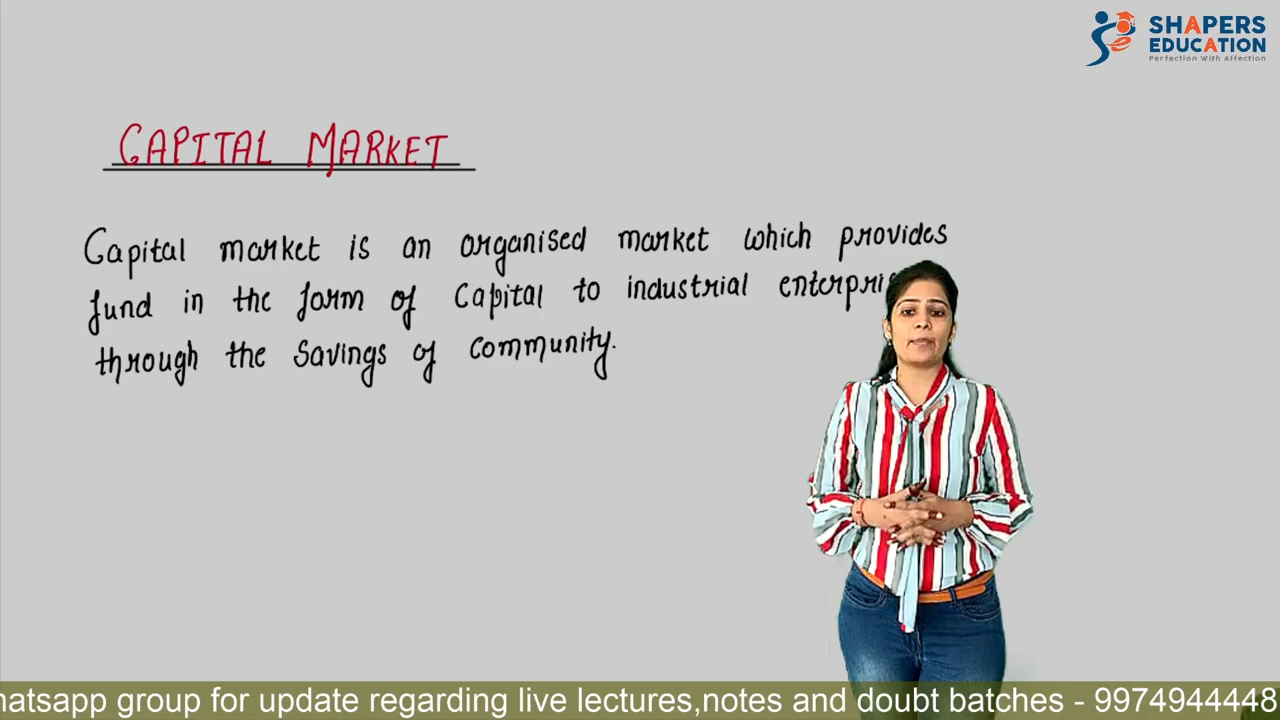 SHAPERS
EDUCATION
Perfection With Affection
CAPITAL MARKET
Capital market is an organised market which provides
fund in the form of Capital to industrial
through the Savings of community.
hatsapp group for update regarding live lectures,notes and doubt batches - 9974944448